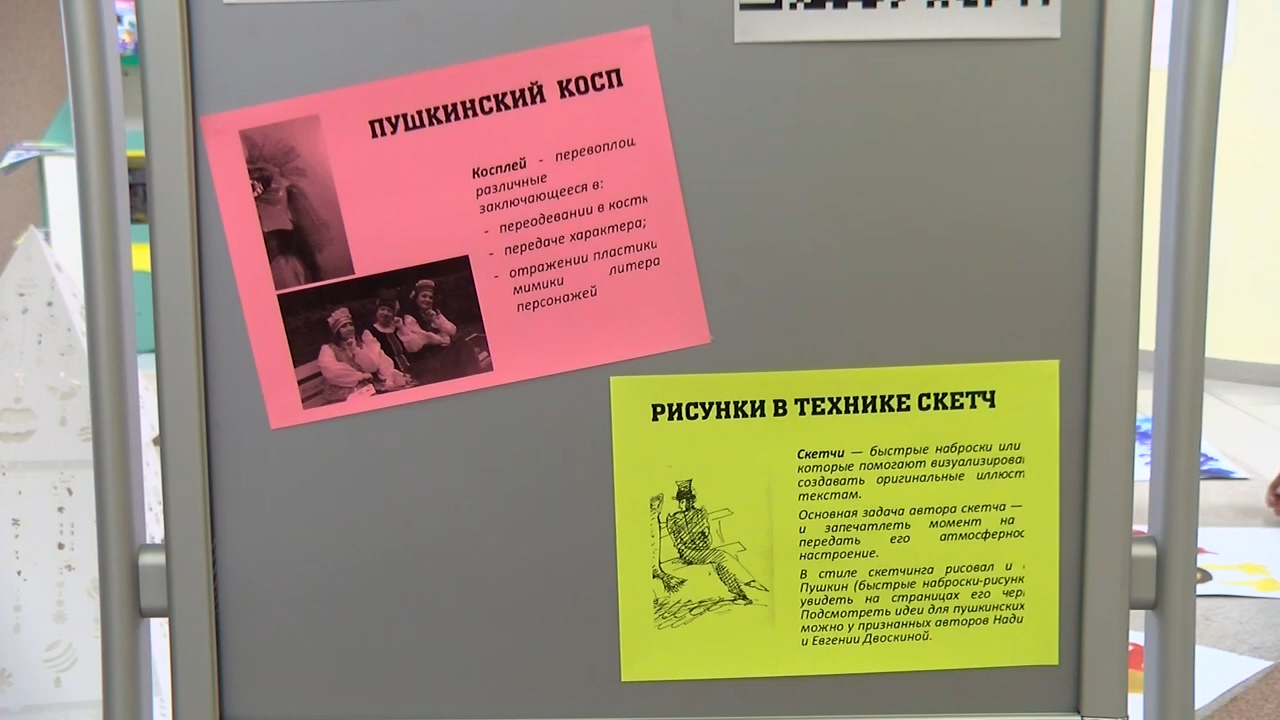 ПУШКИНСКИЙ КОСП
Косплей - перевоплощ
различные
заключающееся в:
- переодевании в костю
- передаче характера;
- отражении пластики
мимики литера
персонажей
РИСУНКИ В ТЕХНИКЕ СКЕТЧ
Скетчи — быстрые наброски или
которые помогают визуализирова
создавать оригинальные иллюст
текстам.
Основная задача автора скетча —
и запечатлеть момент на
передать его атмосфернос
настроение.
В стиле скетчинга рисовал и
Пушкин (быстрые наброски-рисунк
увидеть на страницах его чер
Подсмотреть идеи для пушкинских
можно у признанных авторов Нади
и Евгении Двоскиной.